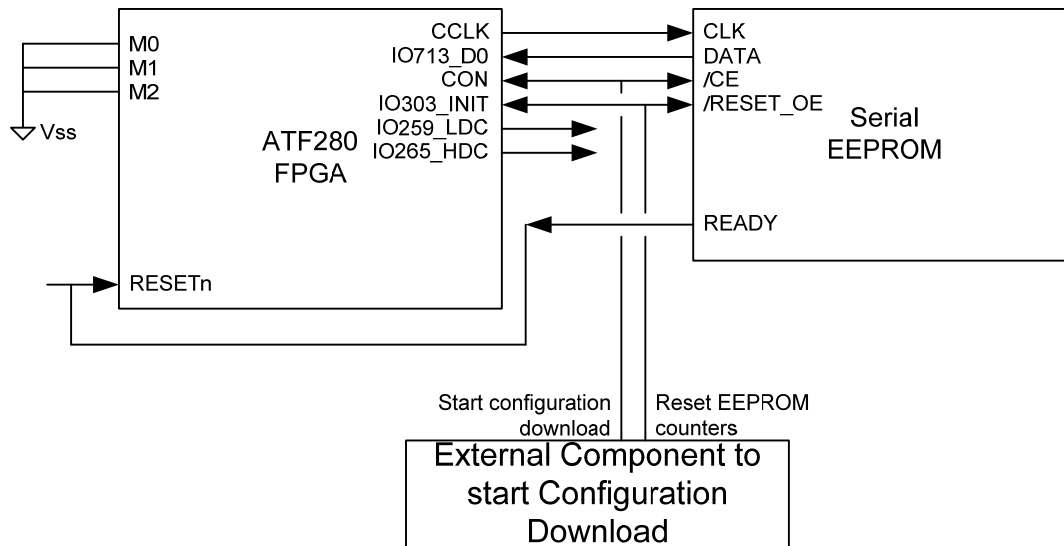 M0
M1
M2
Vss
RESETn
ATF280
FPGA
CCLK
IO713_D0
CON
IO303_INIT
IO259_LDC
IO265_HDC
CLK
DATA
/CE
/RESET_OE
READY
Serial
EEPROM
Start configuration
download
Reset EEPROM
counters
External Component to
start Configuration
Download